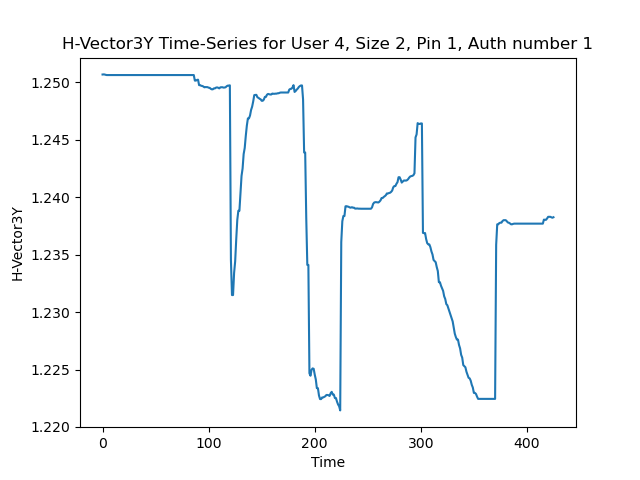 H-Vector3Y Time-Series for User 4, Size 2, Pin 1, Auth number 1
1.250
1.245
1.240
1.235
1.230
1.225
1.220
H-Vector3Y
0 100 200 300 400
Time